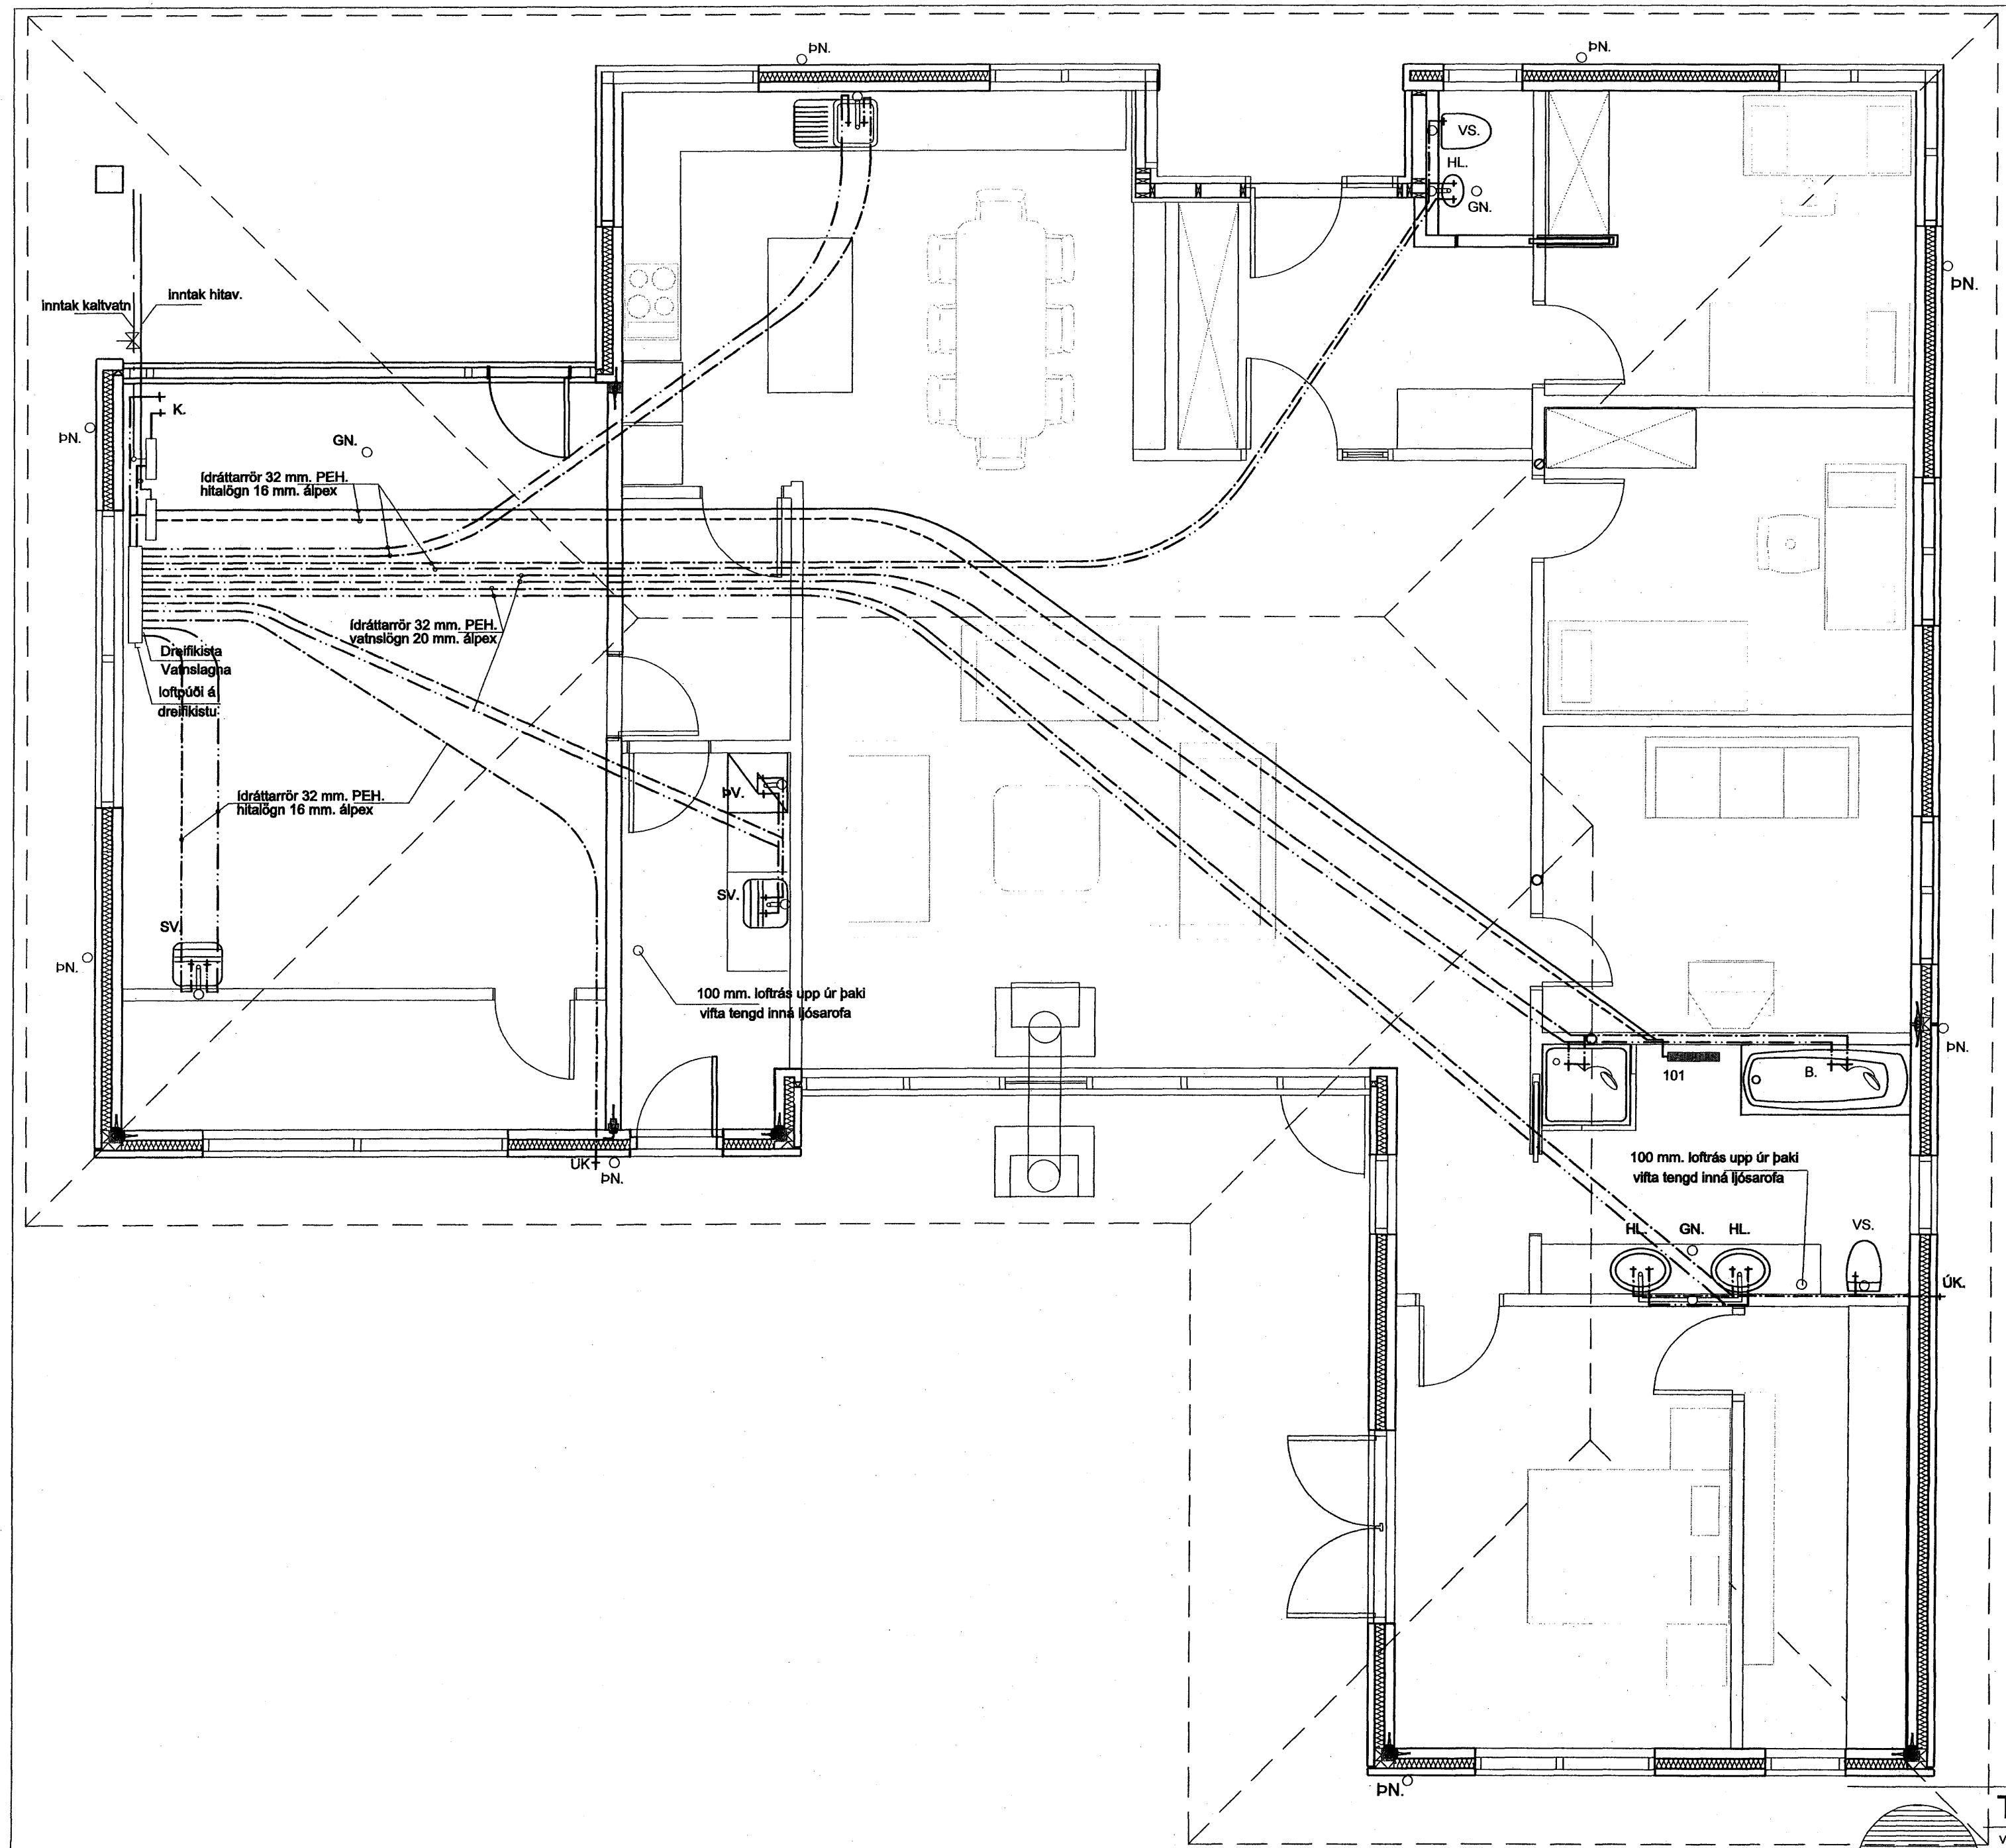 ÞN.
ÞN.
VS.
HL.
GN.
ÞN.
inntak hitav.
inntak kaltvatn
K.
ÞN.
GN.
Ídráttarrör 32 mm. PEH.
hitalögn 16 mm. álpex
Ídráttarrör 32 mm. PEH.
vatnslögn 20 mm. álpex
Dreifikista
Vatnslagna
loftpúði á
dreifikistu
Ídráttarrör 32 mm. PEH.
hitalögn 16 mm. álpex
ÞV.
SV.
SV.
ÞN.
100 mm. loftrás upp úr þaki
vifta tengd inná ljósarofa
ÞN.
101
B.
ÚK
ÞN.
100 mm. loftrás upp úr þaki
vifta tengd inná ljósarofa
HL.
GN.
HL.
VS.
ÚK.
ÞN.